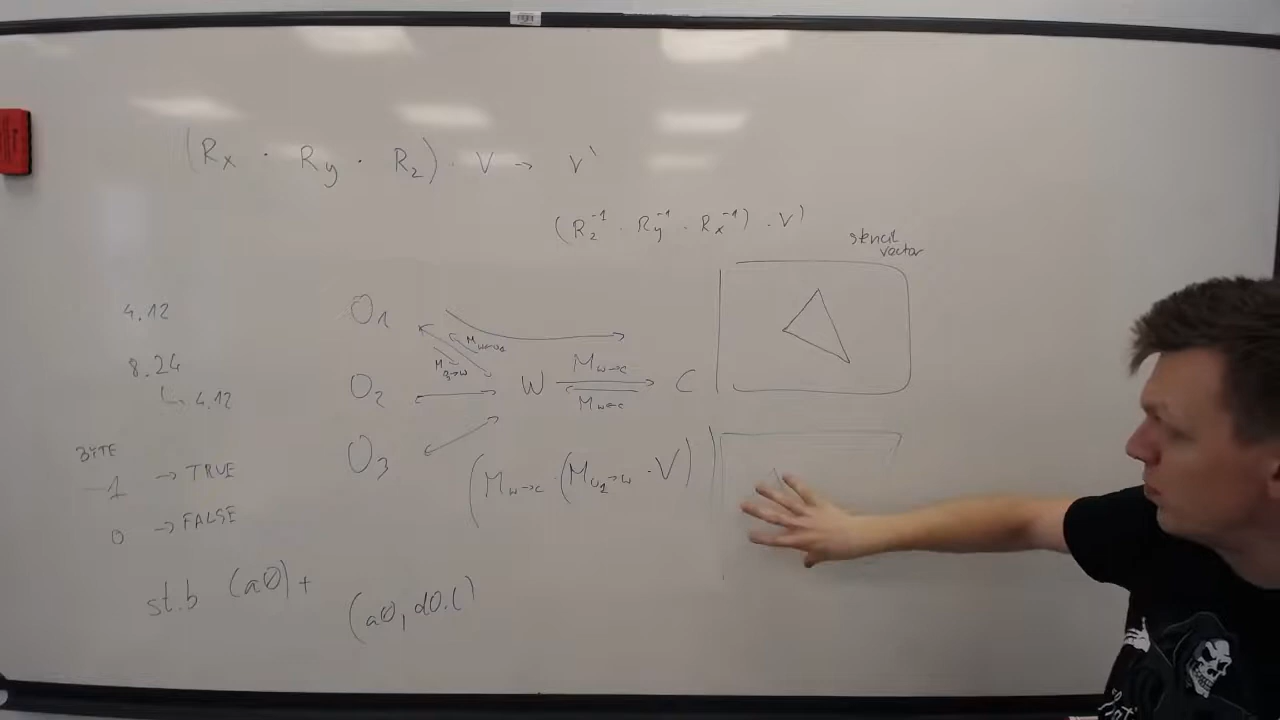 (Rx · Ry · Rz) · V → v`
(Rz⁻¹ · Ry⁻¹ · Rx⁻¹) · v'
stencil
vector
4.12
8.24
↳ 4.12
BYTE
-1 → TRUE
0 → FALSE
O1
O2
O3
W
C
M w→c
M w←c
(M w→c · (M o1→w · V)
st.b (a0)+
(a0, d0.l)